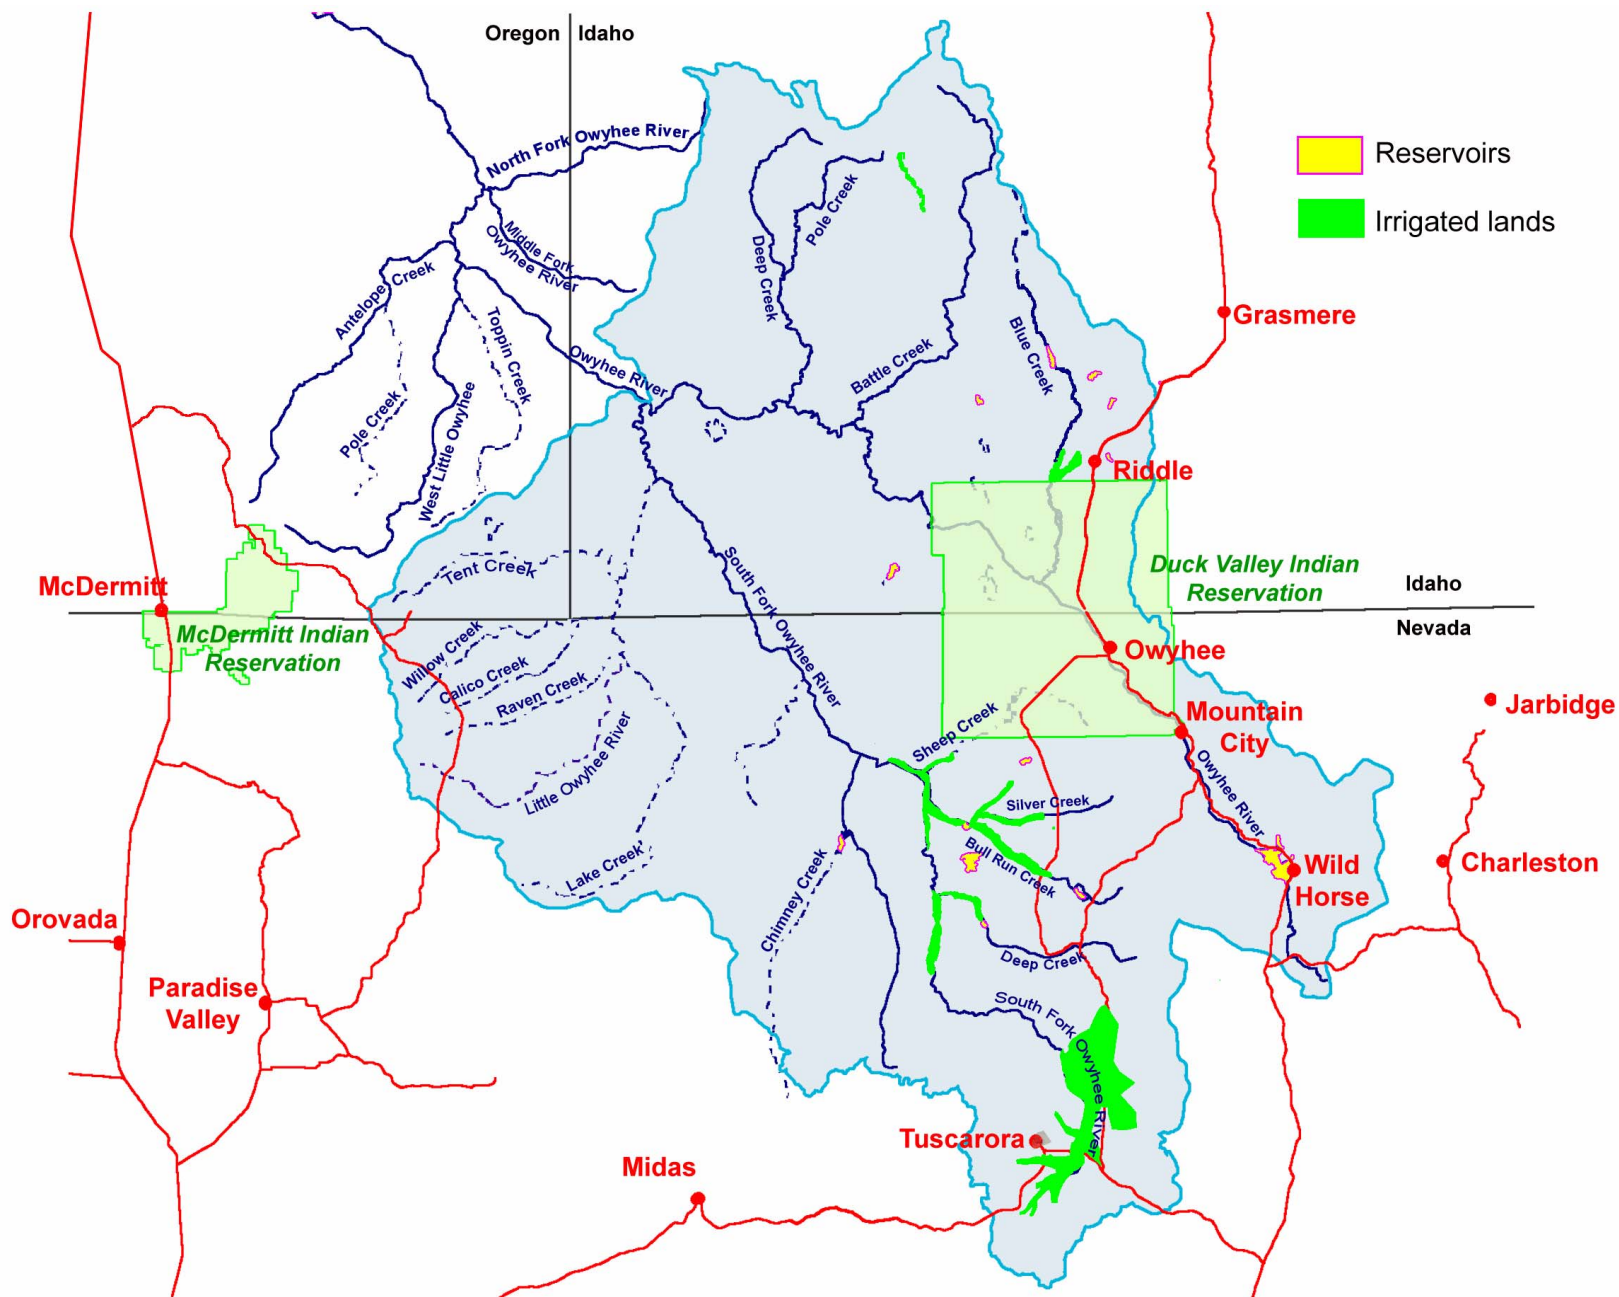 Oregon
Idaho
North Fork Owyhee River
Reservoirs
Irrigated lands
Pole Creek
Deep Creek
Middle Fork
Owyhee River
Antelope Creek
Toppin Creek
Grasmere
Owyhee River
Blue Creek
Battle Creek
Pole Creek
West Little Owyhee
Riddle
McDermitt
Tent Creek
South Fork Owyhee River
Duck Valley Indian
Reservation
Idaho
Nevada
McDermitt Indian
Reservation
Willow Creek
Calico Creek
Raven Creek
Owyhee
Sheep Creek
Mountain
City
Jarbidge
Little Owyhee River
Owyhee River
Silver Creek
Bull Run Creek
Lake Creek
Chimney Creek
Wild
Horse
Charleston
Orovada
Deep Creek
Paradise
Valley
South Fork Owyhee River
Tuscarora
Midas